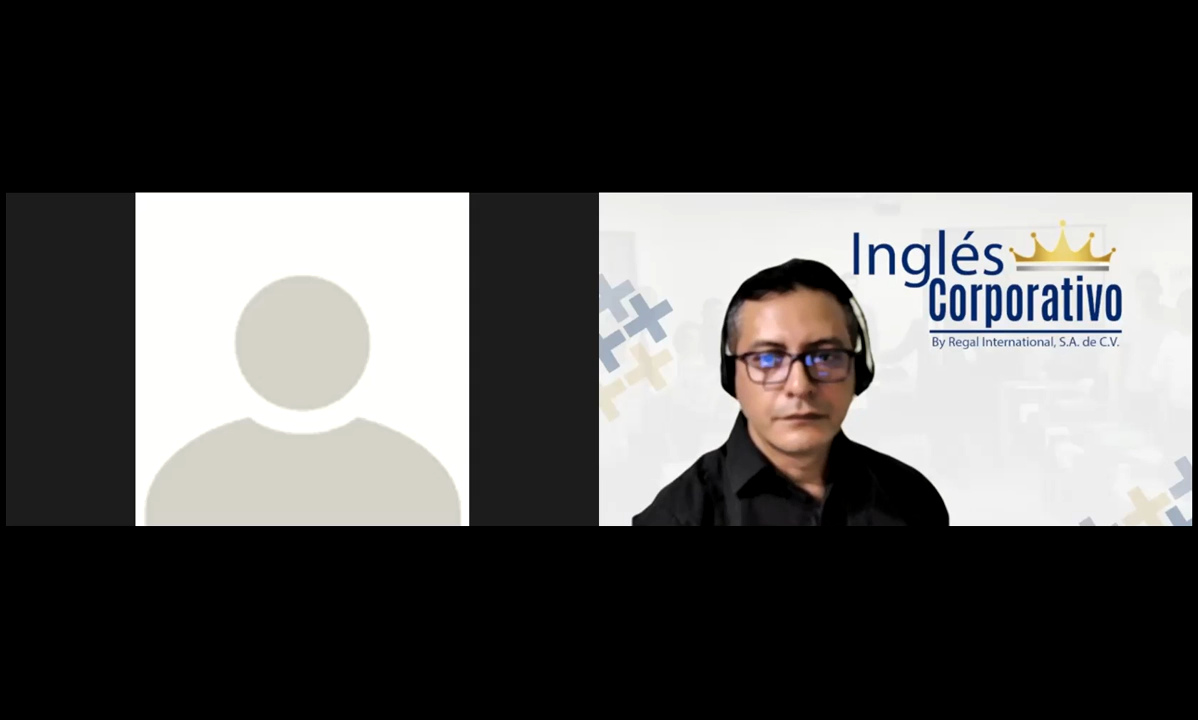 Inglés
Corporativo
By Regal International, S.A. de C.V.